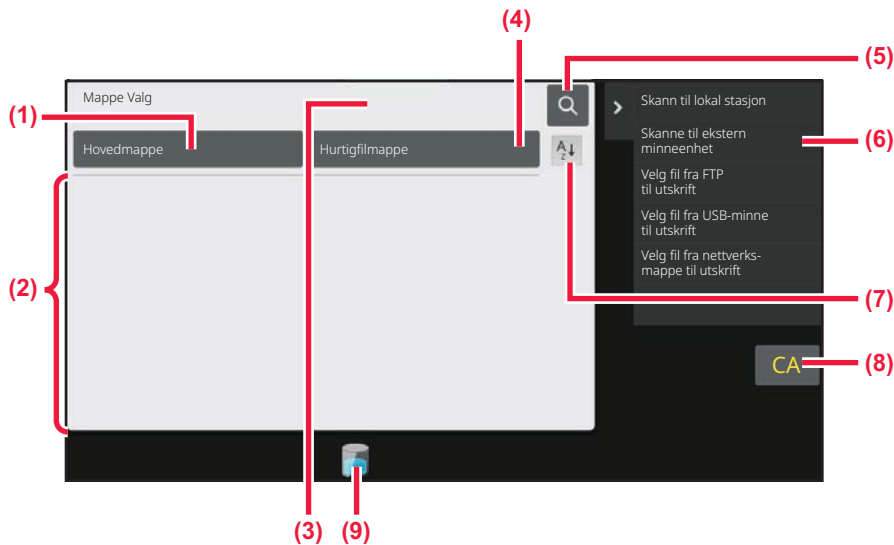 (4)
(5)
Mappe Valg
Skann til lokal stasjon
(1)
Skanne til ekstern
minneenhet
(6)
Hovedmappe
Hurtigfilmappe
A
Z
Velg fil fra FTP
til utskrift
(2)
Velg fil fra USB-minne
til utskrift
Velg fil fra nettverks-
mappe til utskrift
(7)
CA
(8)
(3)
(9)